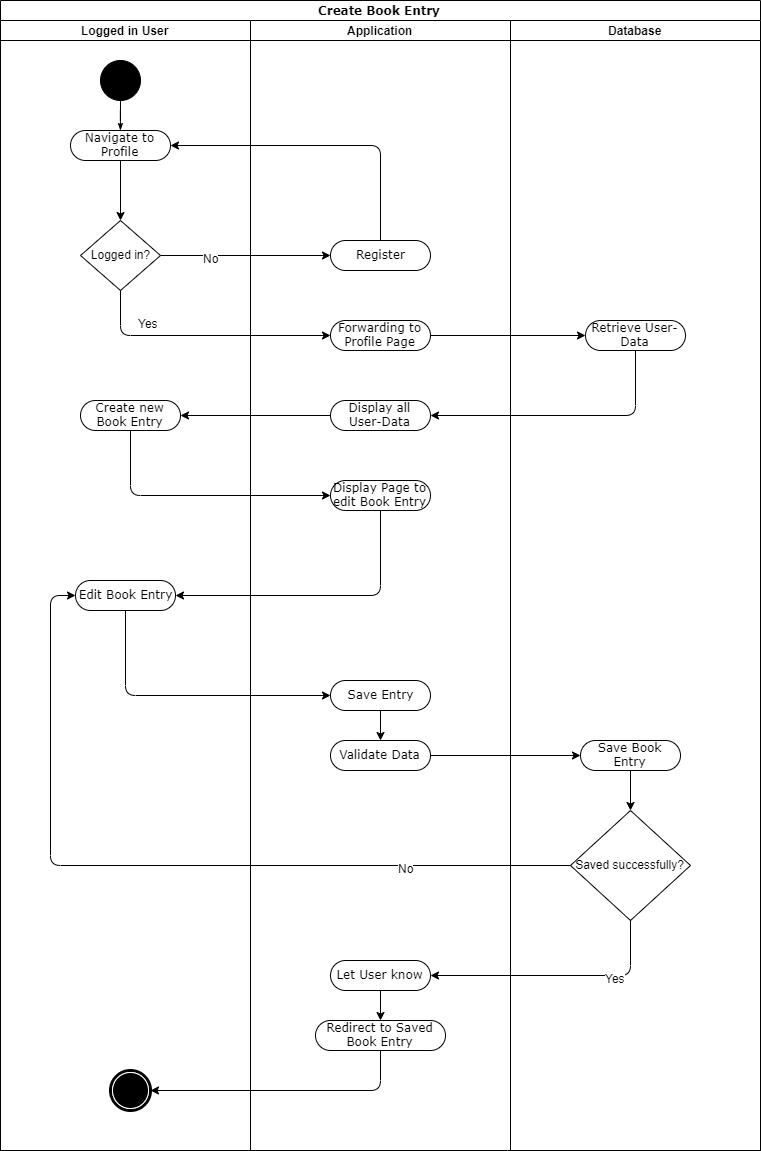 Create Book Entry
Logged in User
Application
Database
Navigate to
Profile
Logged in?
No
Register
Yes
Forwarding to
Profile Page
Retrieve User-
Data
Create new
Book Entry
Display all
User-Data
Display Page to
edit Book Entry
Edit Book Entry
Save Entry
Validate Data
Save Book
Entry
Saved successfully?
No
Let User know
Yes
Redirect to Saved
Book Entry